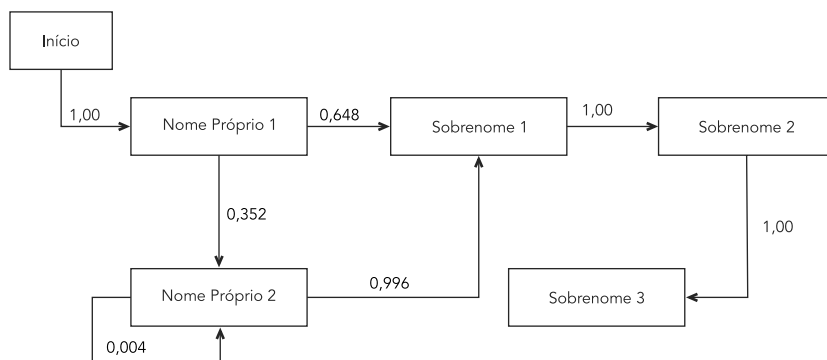 Início
1,00
Nome Próprio 1
0,648
Sobrenome 1
1,00
Sobrenome 2
0,352
1,00
Nome Próprio 2
0,996
Sobrenome 3
0,004